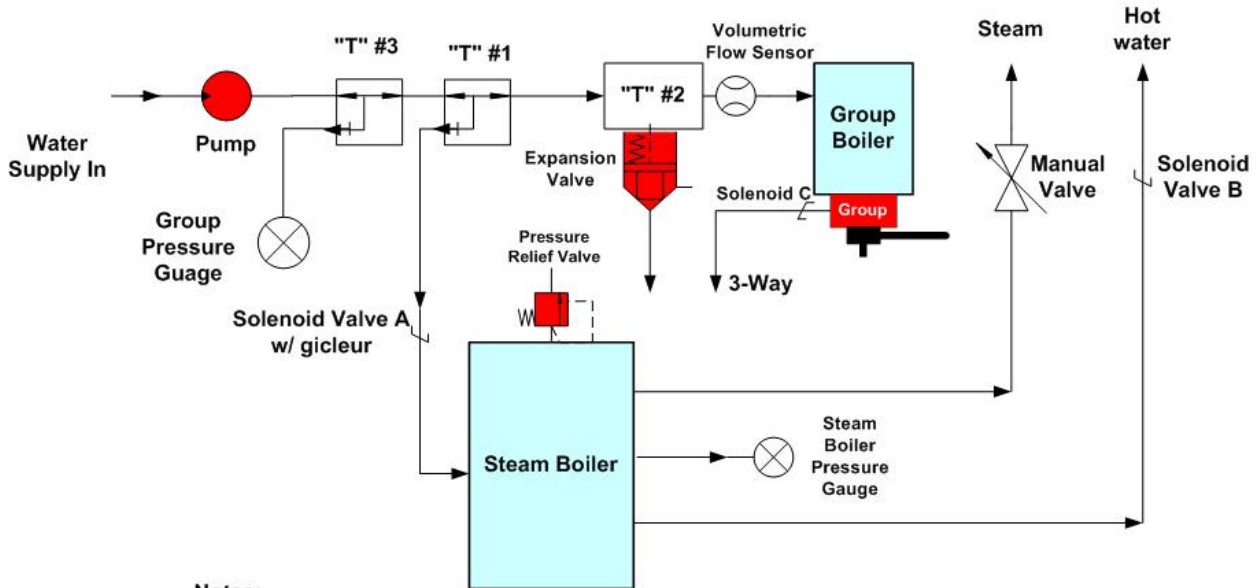 Hot
water
Steam
Volumetric
Flow Sensor
"T" #3
"T" #1
"T" #2
Group
Boiler
Water
Supply In
Pump
Expansion
Valve
Manual
Valve
Solenoid
Valve B
Solenoid C
Group
Group
Pressure
Guage
Pressure
Relief Valve
3-Way
Solenoid Valve A
w/ gicleur
Steam Boiler
Steam
Boiler
Pressure
Gauge